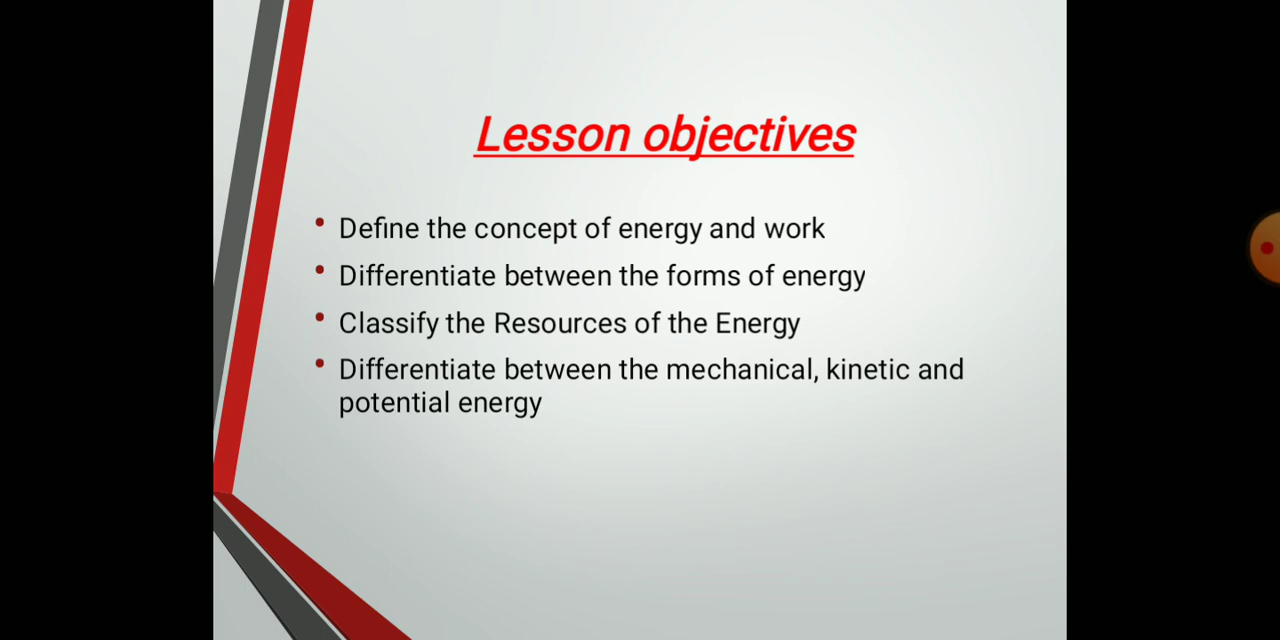 Lesson objectives
• Define the concept of energy and work
• Differentiate between the forms of energy
• Classify the Resources of the Energy
• Differentiate between the mechanical, kinetic and
potential energy